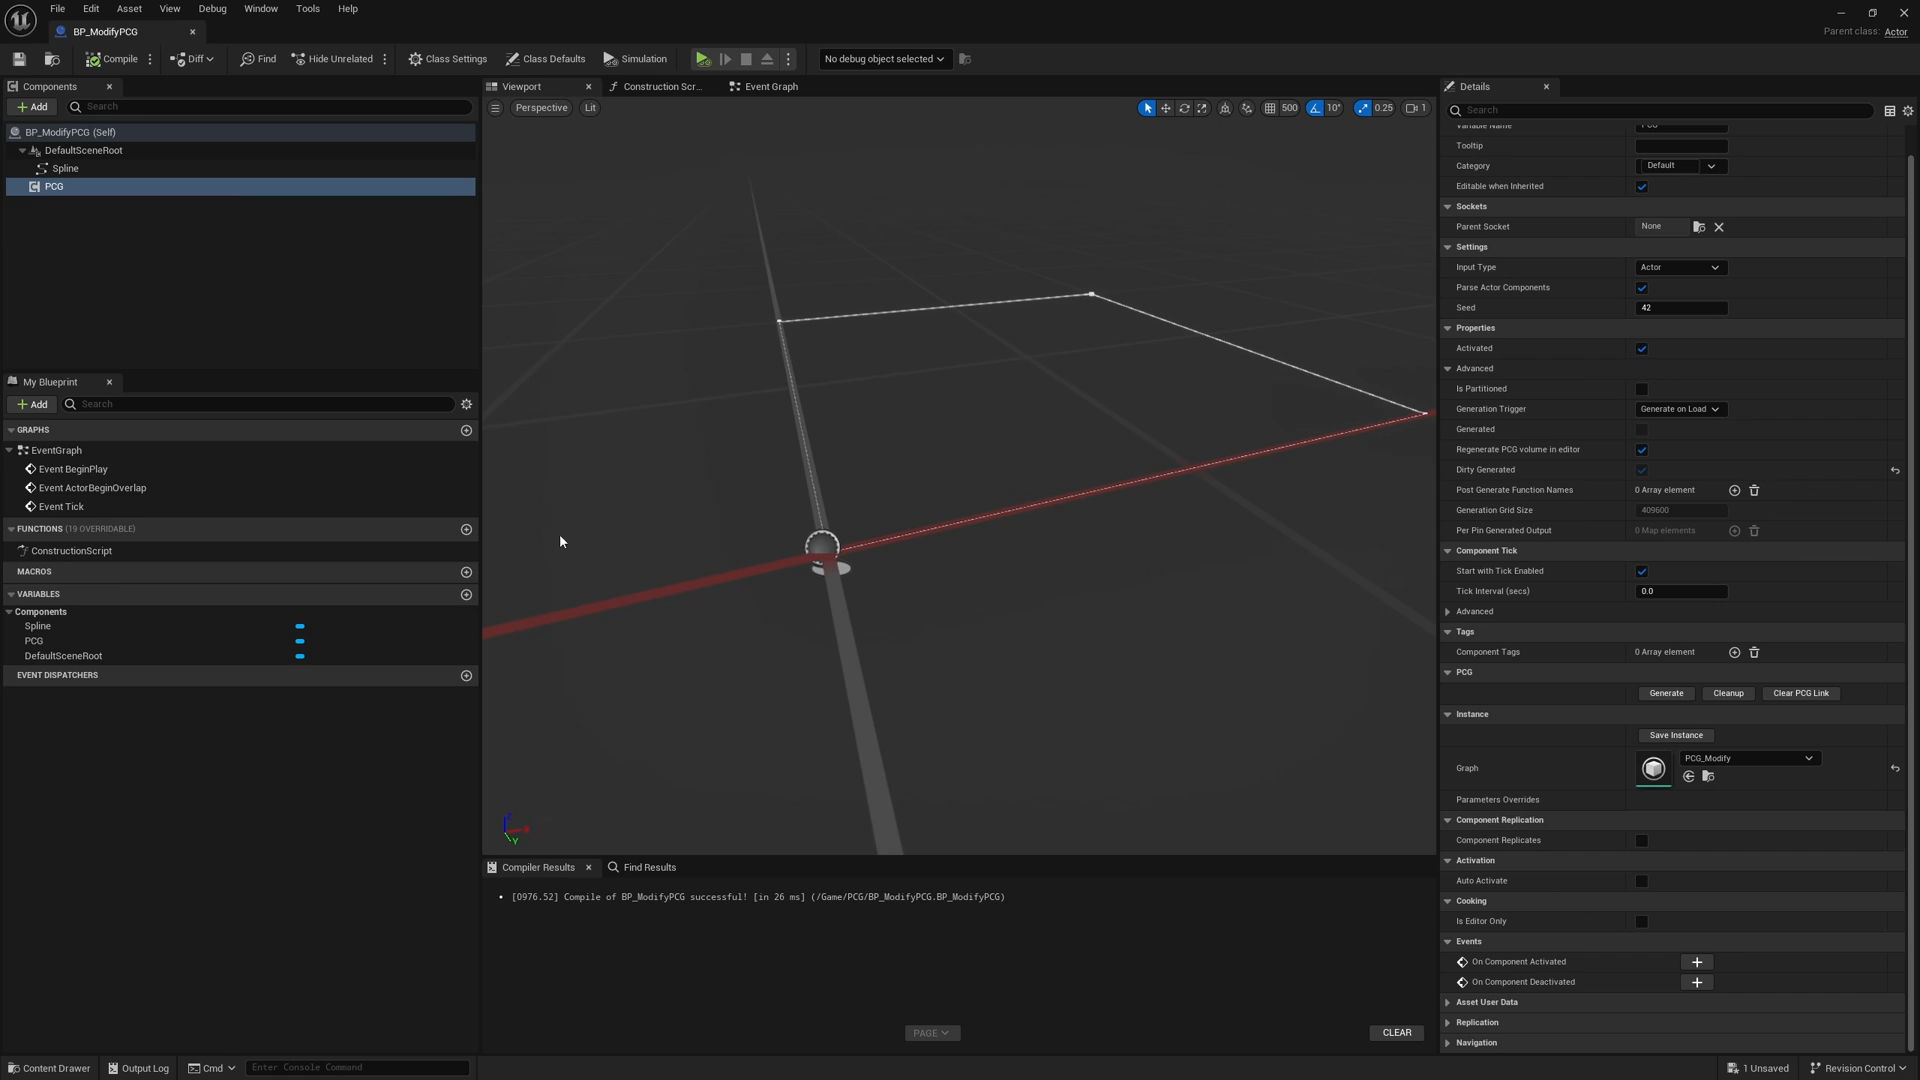 File Edit Asset View Debug Window Tools Help
BP_ModifyPCG
Parent class: Actor
Compile Diff Find Hide Unrelated Class Settings Class Defaults Simulation No debug object selected
Components
Add Search
BP_ModifyPCG (Self)
DefaultSceneRoot
Spline
PCG
My Blueprint
Add Search
GRAPHS
EventGraph
Event BeginPlay
Event ActorBeginOverlap
Event Tick
FUNCTIONS (19 OVERRIDABLE)
ConstructionScript
MACROS
VARIABLES
Components
Spline
PCG
DefaultSceneRoot
EVENT DISPATCHERS
Viewport Construction Scr... Event Graph
Perspective Lit 500 10° 0.25 1
Z
Y
Compiler Results Find Results
[0976.52] Compile of BP_ModifyPCG successful! [in 26 ms] (/Game/PCG/BP_ModifyPCG.BP_ModifyPCG)
PAGE CLEAR
Details
Search
Variable Name
Tooltip
Category Default
Editable when Inherited
Sockets
Parent Socket None
Settings
Input Type Actor
Parse Actor Components
Seed 42
Properties
Activated
Advanced
Is Partitioned
Generation Trigger Generate on Load
Generated
Regenerate PCG volume in editor
Dirty Generated
Post Generate Function Names 0 Array element
Generation Grid Size 409600
Per Pin Generated Output 0 Map elements
Component Tick
Start with Tick Enabled
Tick Interval (secs) 0.0
Advanced
Tags
Component Tags 0 Array element
PCG
Generate Cleanup Clear PCG Link
Instance
Save Instance
Graph PCG_Modify
Parameters Overrides
Component Replication
Component Replicates
Activation
Auto Activate
Cooking
Is Editor Only
Events
On Component Activated
On Component Deactivated
Asset User Data
Replication
Navigation
Content Drawer Output Log Cmd Enter Console Command 1 Unsaved Revision Control